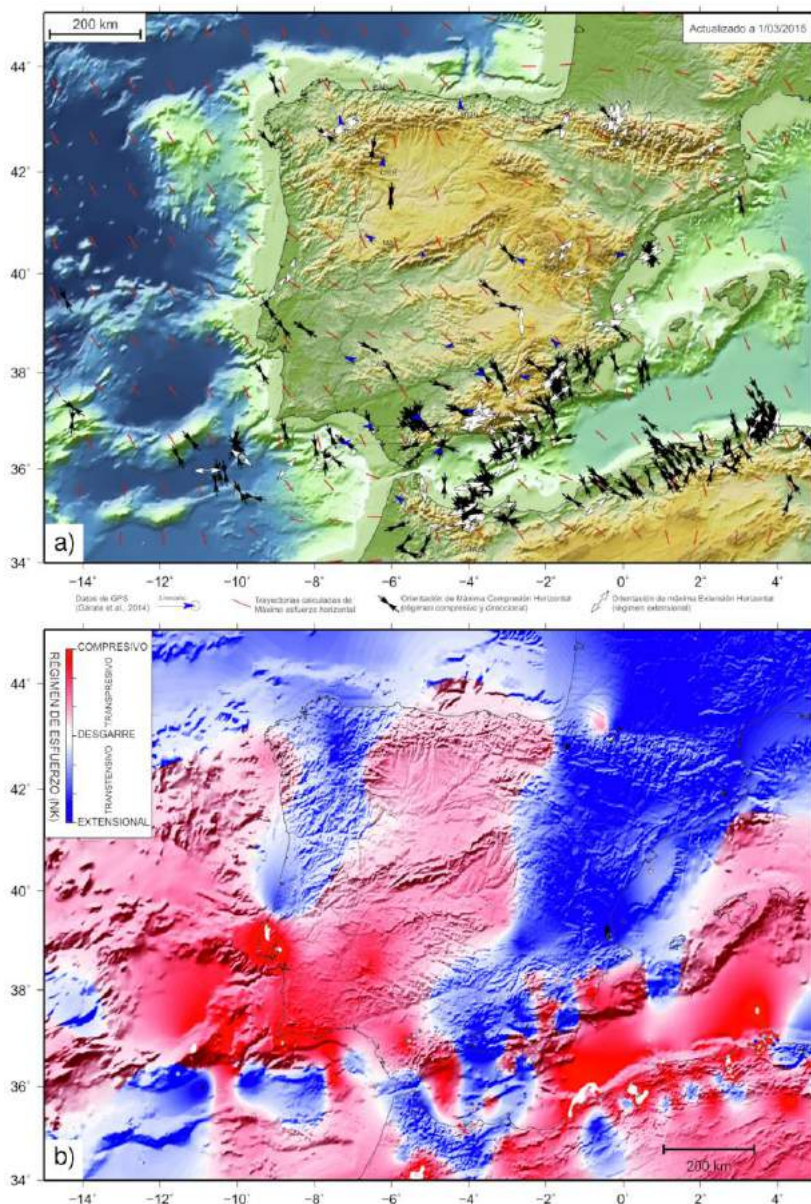 200 km
Actualizado a 1/03/2015
44°
42°
40°
38°
36°
34°
a)
−14° −12° −10° −8° −6° −4° −2° 0° 2° 4°
Datos de GPS
(Gárate et al., 2014)
Trayectorias calculadas de
Máximo esfuerzo horizontal
Orientación de Máxima Compresión Horizontal
(régimen compresivo y direccional)
Orientación de máxima Extensión Horizontal
(régimen extensional)
RÉGIMEN DE ESFUERZO (NK)
COMPRESIVO
TRANSPRESIVO
DESGARRE
TRANSTENSIVO
EXTENSIONAL
44°
42°
40°
38°
36°
34°
b)
200 km
−14° −12° −10° −8° −6° −4° −2° 0° 2° 4°